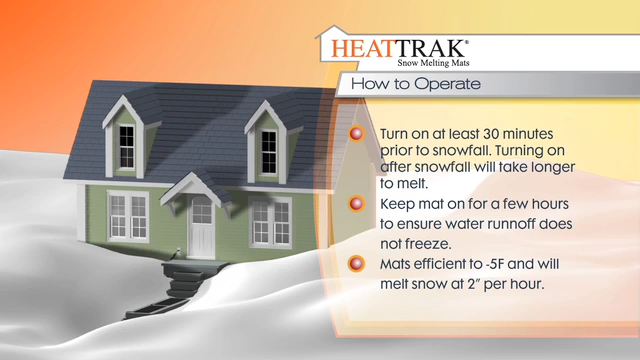 HEATTRAK®
Snow Melting Mats
How to Operate
Turn on at least 30 minutes
prior to snowfall. Turning on
after snowfall will take longer
to melt.
Keep mat on for a few hours
to ensure water runoff does
not freeze.
Mats efficient to -5F and will
melt snow at 2" per hour.